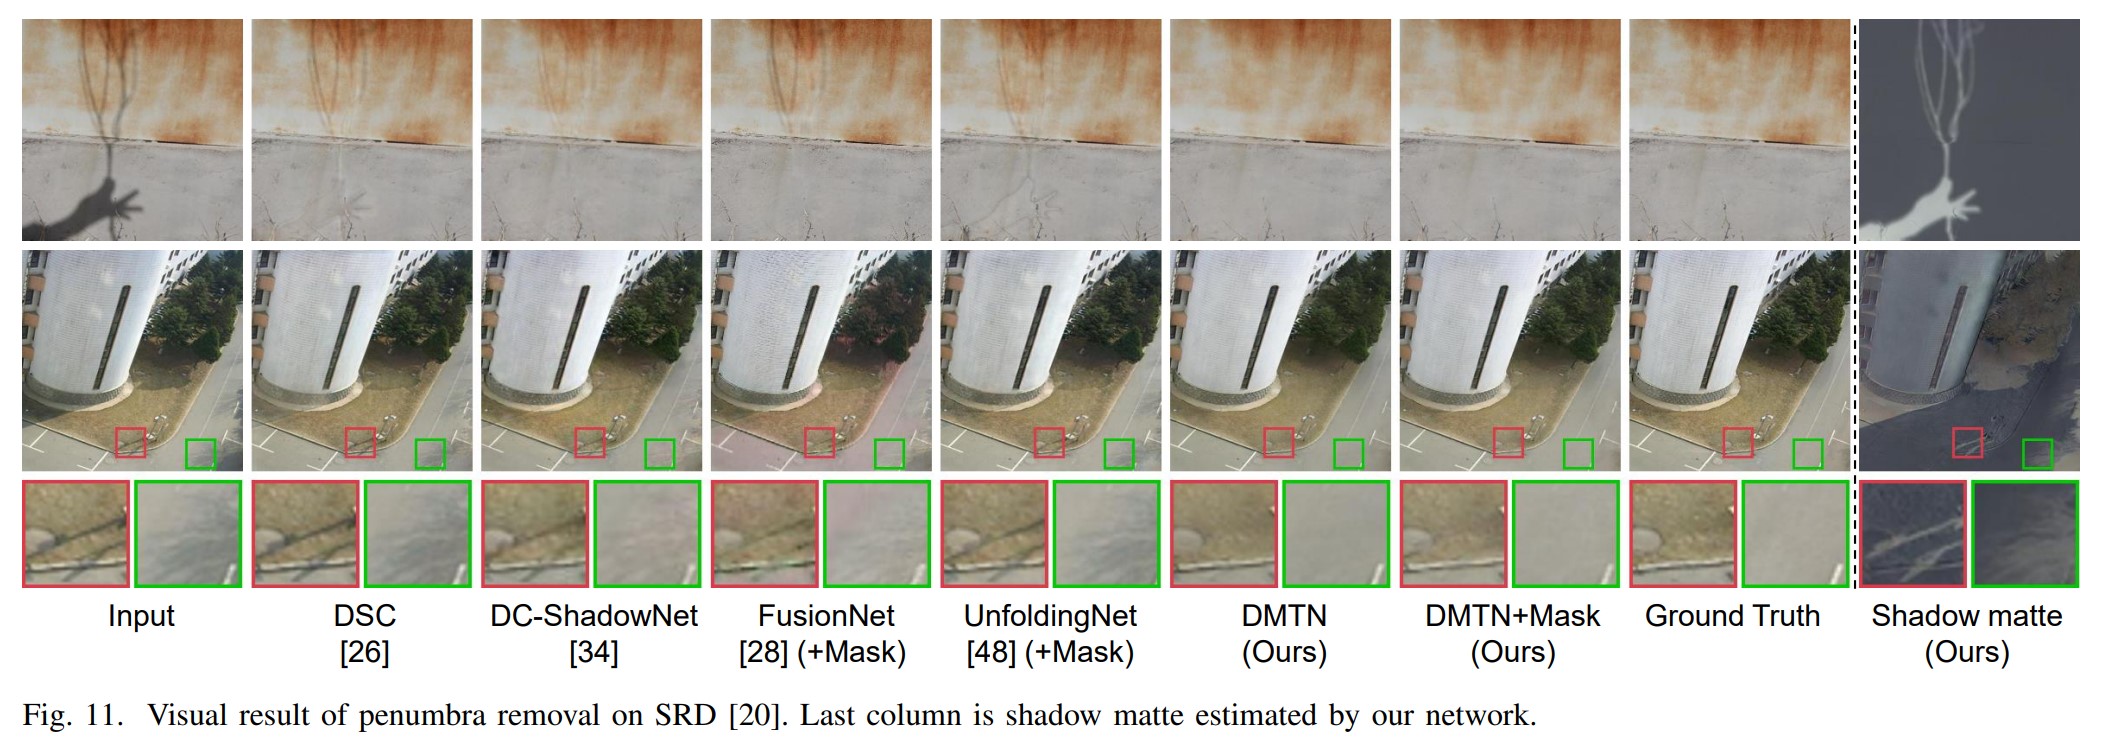 Input
DSC
[26]
DC-ShadowNet
[34]
FusionNet
[28] (+Mask)
UnfoldingNet
[48] (+Mask)
DMTN
(Ours)
DMTN+Mask
(Ours)
Ground Truth
Shadow matte
(Ours)
Fig. 11. Visual result of penumbra removal on SRD [20]. Last column is shadow matte estimated by our network.